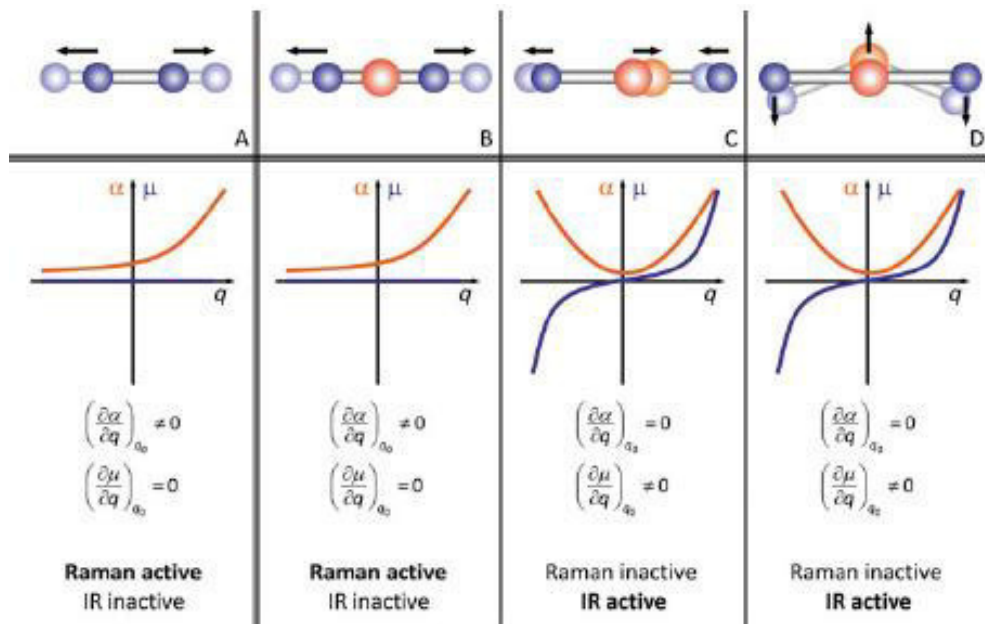 A
B
C
D
α μ
q
α μ
q
α μ
q
α μ
q
(∂α/∂q)q₀ ≠ 0
(∂μ/∂q)q₀ = 0
(∂α/∂q)q₀ ≠ 0
(∂μ/∂q)q₀ = 0
(∂α/∂q)q₀ = 0
(∂μ/∂q)q₀ ≠ 0
(∂α/∂q)q₀ = 0
(∂μ/∂q)q₀ ≠ 0
Raman active
IR inactive
Raman active
IR inactive
Raman inactive
IR active
Raman inactive
IR active